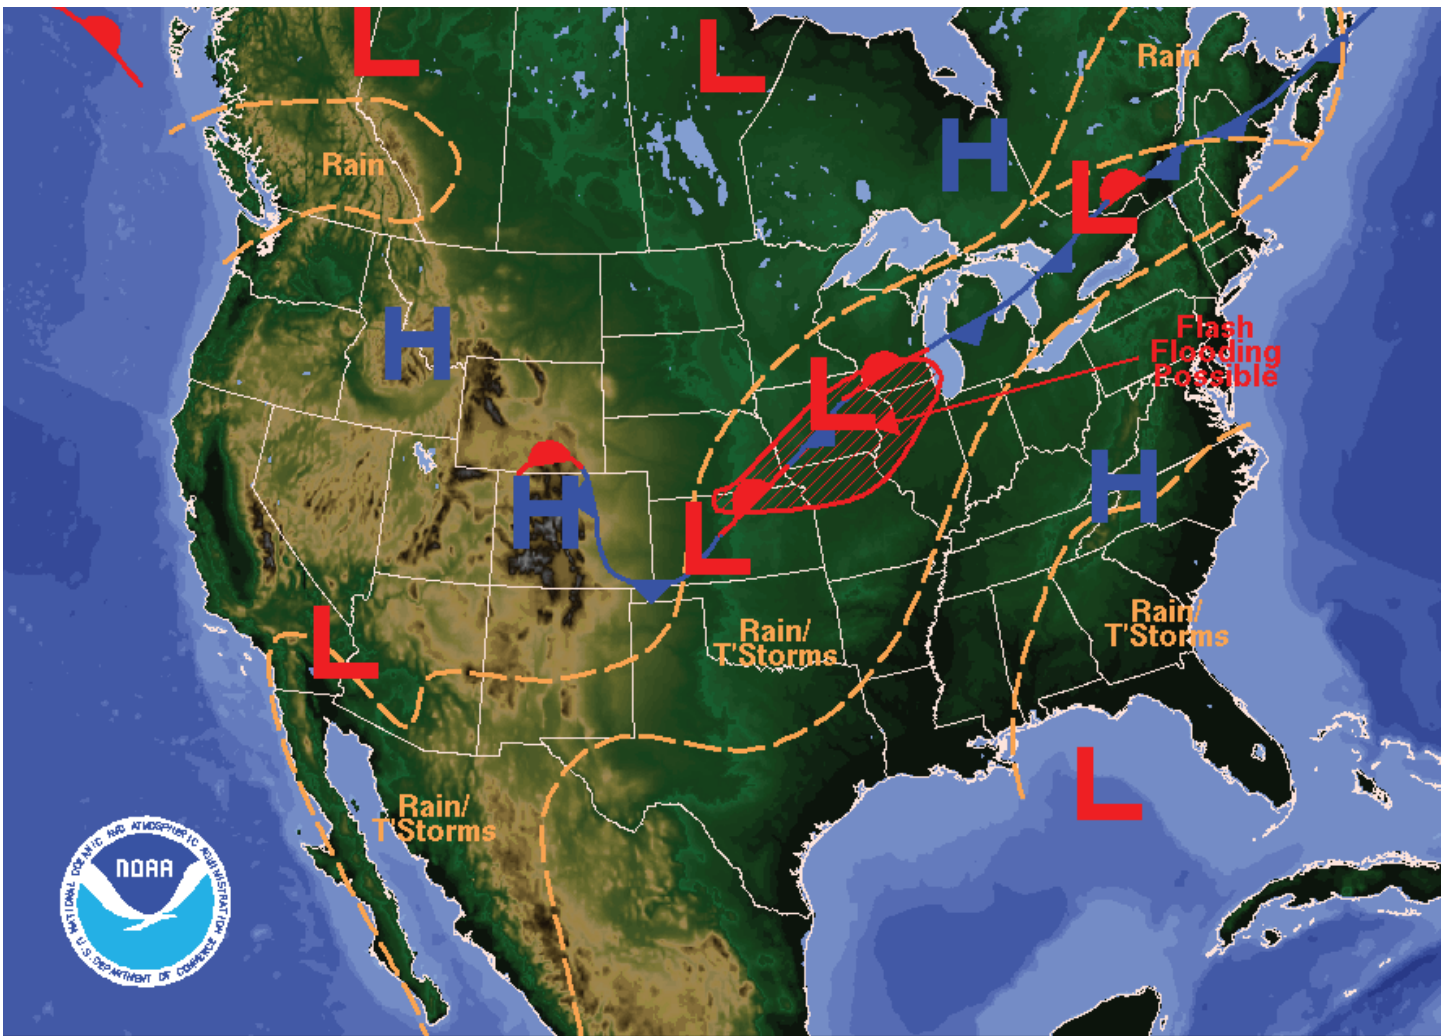 L
L
Rain
H
Rain
L
Flash
Flooding
Possible
H
L
H
H
L
L
Rain/
T'Storms
Rain/
T'Storms
L
Rain/
T'Storms
NATIONAL OCEANIC AND ATMOSPHERIC ADMINISTRATION
NOAA
U.S. DEPARTMENT OF COMMERCE